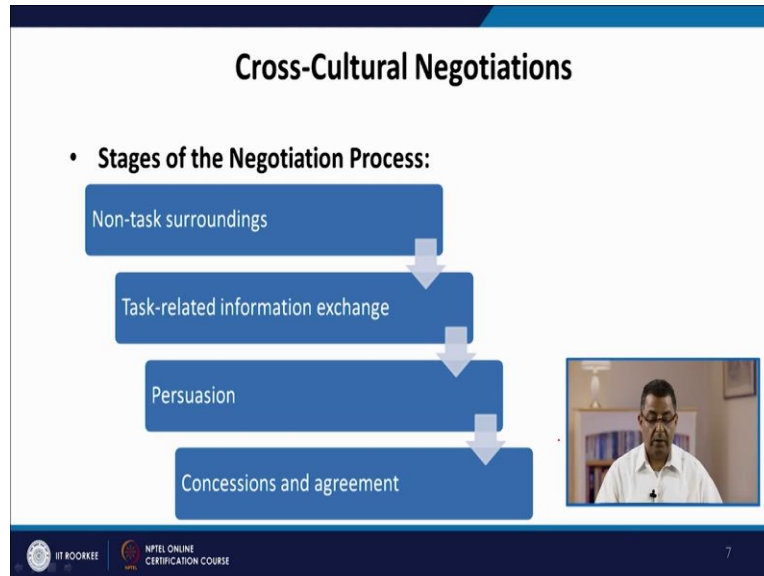 Cross-Cultural Negotiations
• Stages of the Negotiation Process:
Non-task surroundings
Task-related information exchange
Persuasion
Concessions and agreement
IIT ROORKEE
NPTEL ONLINE
CERTIFICATION COURSE
7